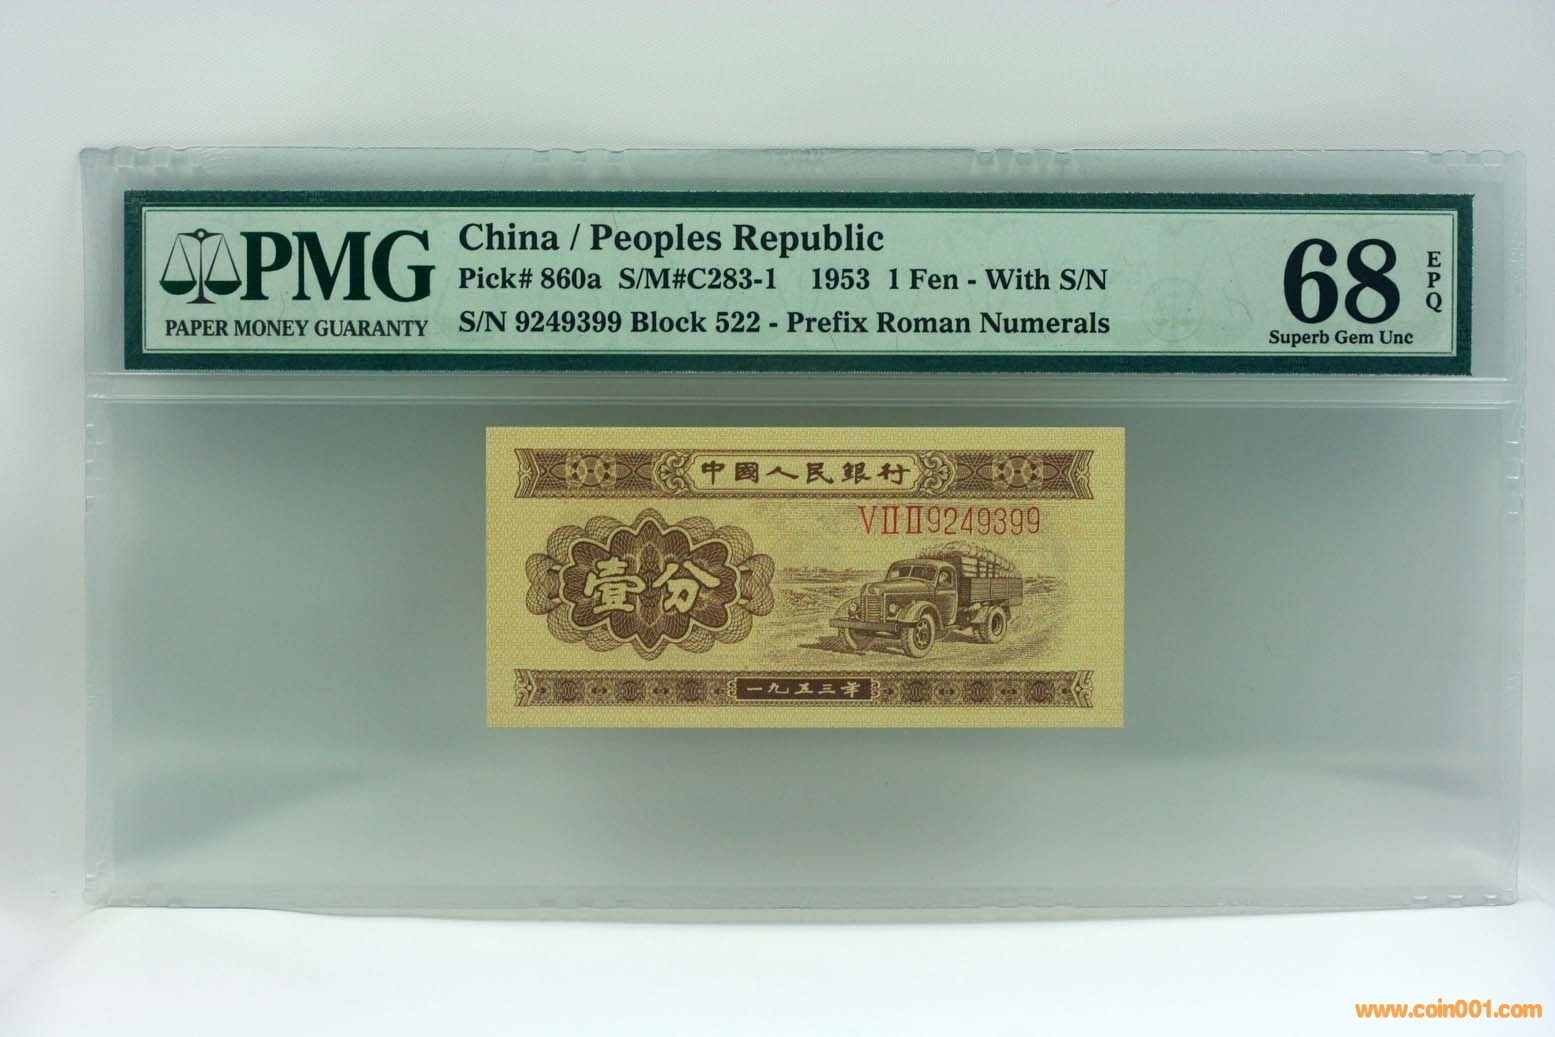 PMG
PAPER MONEY GUARANTY
China / Peoples Republic
Pick# 860a S/M#C283-1 1953 1 Fen - With S/N
S/N 9249399 Block 522 - Prefix Roman Numerals
68
EPQ
Superb Gem Unc
中國人民銀行
VIIII9249399
壹分
一九五三年
www.coin001.com